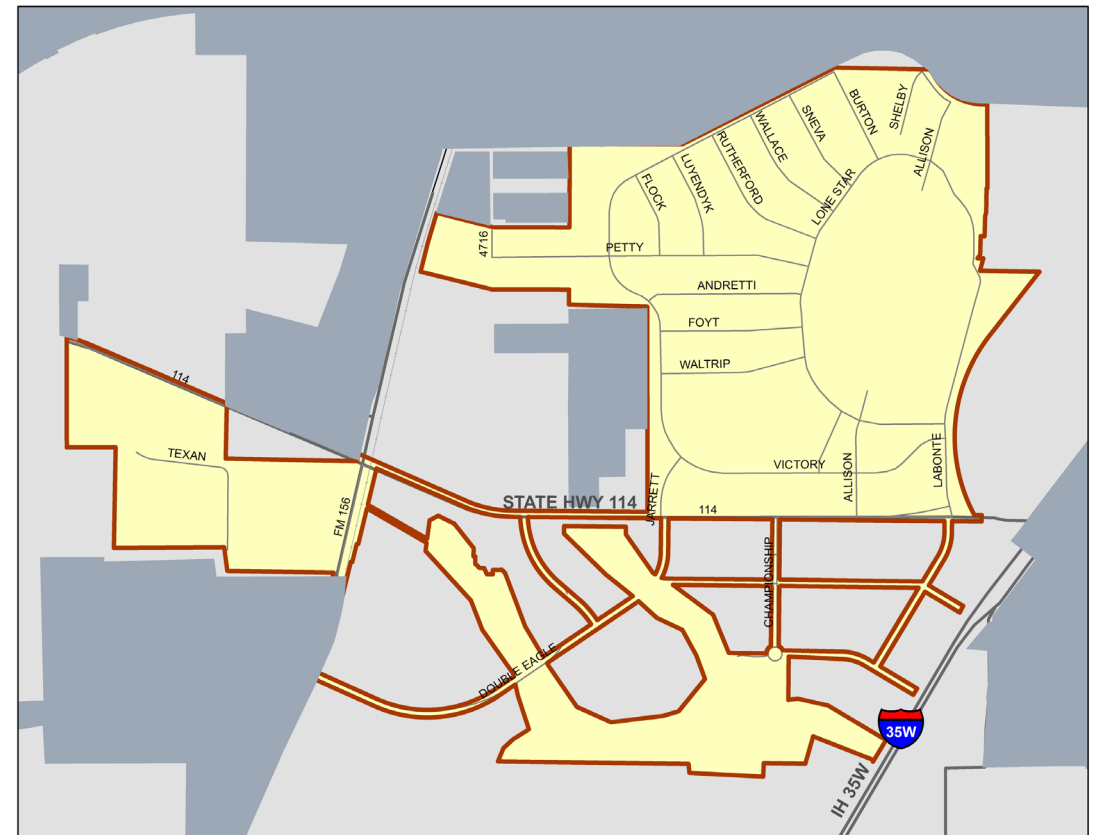 SHELBY
BURTON
SNEVA
WALLACE
ALLISON
RUTHERFORD
LUYENDYK
FLOCK
LONE STAR
4716
PETTY
ANDRETTI
FOYT
WALTRIP
114
TEXAN
VICTORY
LABONTE
ALLISON
JARRETT
STATE HWY 114
114
FM 156
CHAMPIONSHIP
DOUBLE EAGLE
35W
IH 35W